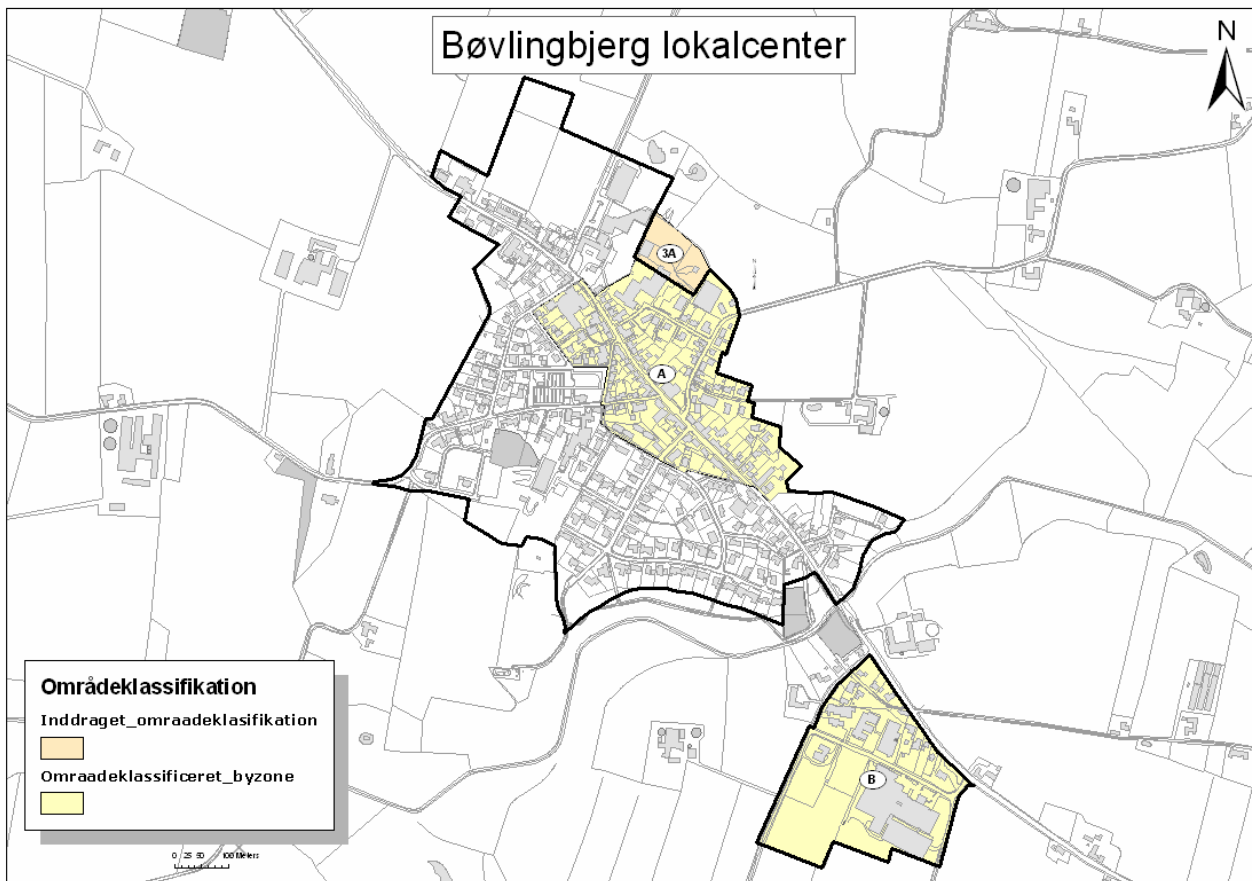 Bøvlingbjerg lokalcenter
N
3A
A
B
Områdeklassifikation
Inddraget_omraadeklasifikation
Omraadeklassificeret_byzone
0 25 50 100 Meters